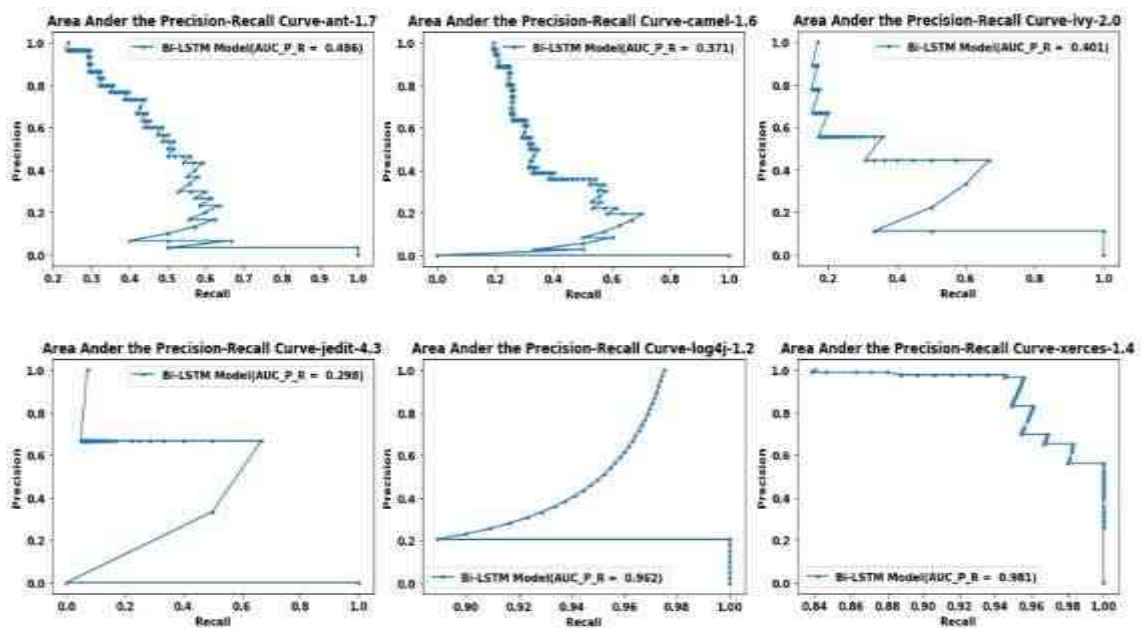 Area Ander the Precision-Recall Curve-ant-1.7
Bi-LSTM Model(AUC_P_R = 0.486)
1.0
0.8
0.6
0.4
0.2
0.0
Precision
0.2 0.3 0.4 0.5 0.6 0.7 0.8 0.9 1.0
Recall
Area Ander the Precision-Recall Curve-camel-1.6
Bi-LSTM Model(AUC_P_R = 0.371)
1.0
0.8
0.6
0.4
0.2
0.0
Precision
0.0 0.2 0.4 0.6 0.8 1.0
Recall
Area Ander the Precision-Recall Curve-ivy-2.0
Bi-LSTM Model(AUC_P_R = 0.401)
1.0
0.8
0.6
0.4
0.2
0.0
Precision
0.2 0.4 0.6 0.8 1.0
Recall
Area Ander the Precision-Recall Curve-jedit-4.3
Bi-LSTM Model(AUC_P_R = 0.298)
1.0
0.8
0.6
0.4
0.2
0.0
Precision
0.0 0.2 0.4 0.6 0.8 1.0
Recall
Area Ander the Precision-Recall Curve-log4j-1.2
1.0
0.8
0.6
0.4
0.2
0.0
Precision
Bi-LSTM Model(AUC_P_R = 0.962)
0.90 0.92 0.94 0.96 0.98 1.00
Recall
Area Ander the Precision-Recall Curve-xerces-1.4
1.0
0.8
0.6
0.4
0.2
0.0
Precision
Bi-LSTM Model(AUC_P_R = 0.981)
0.84 0.86 0.88 0.90 0.92 0.94 0.96 0.98 1.00
Recall